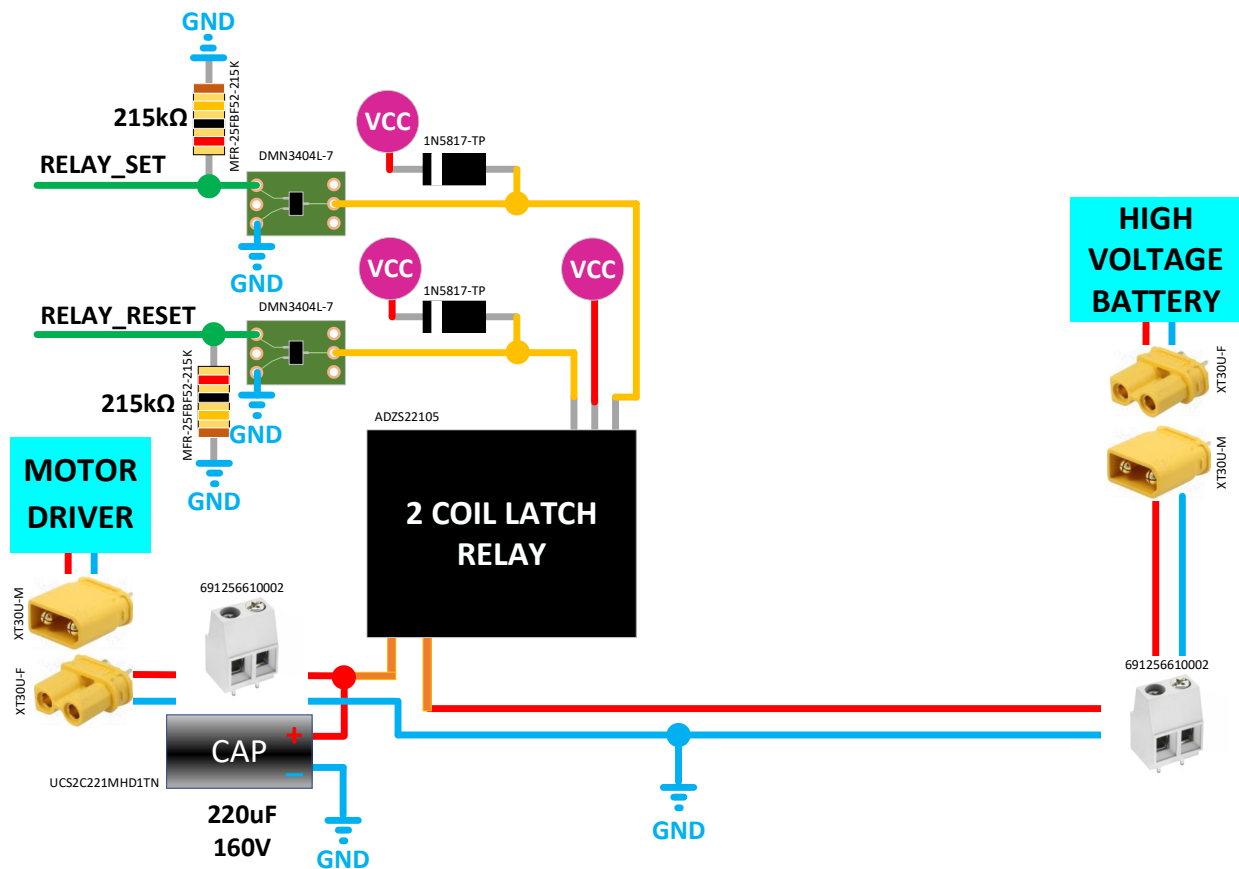 GND
215kΩ
MFR-25FBF52-215K
RELAY_SET
DMN3404L-7
VCC
1N5817-TP
GND
RELAY_RESET
DMN3404L-7
VCC
1N5817-TP
VCC
215kΩ
MFR-25FBF52-215K
GND
GND
ADZS22105
2 COIL LATCH
RELAY
HIGH
VOLTAGE
BATTERY
XT30U-F
XT30U-M
MOTOR
DRIVER
XT30U-M
XT30U-F
691256610002
691256610002
CAP
+
−
UCS2C221MHD1TN
220uF
160V
GND
GND